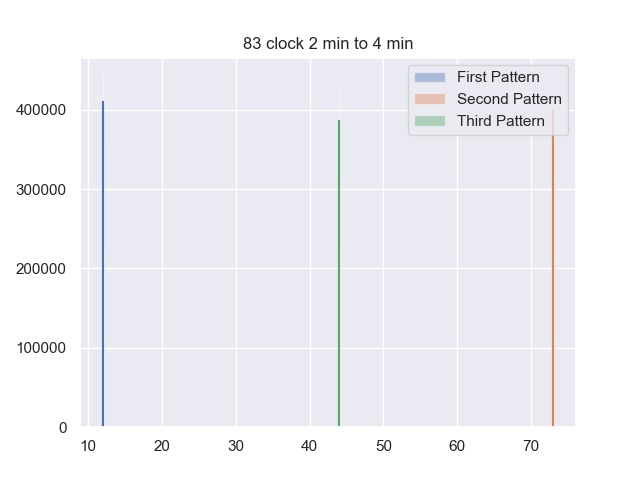 83 clock 2 min to 4 min
First Pattern
Second Pattern
Third Pattern
400000
300000
200000
100000
0
10 20 30 40 50 60 70